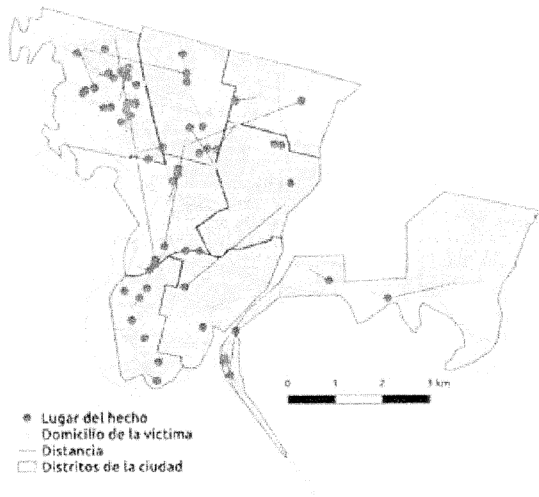 0 1 2 3 km
Lugar del hecho
Domicilio de la víctima
Distancia
Distritos de la ciudad